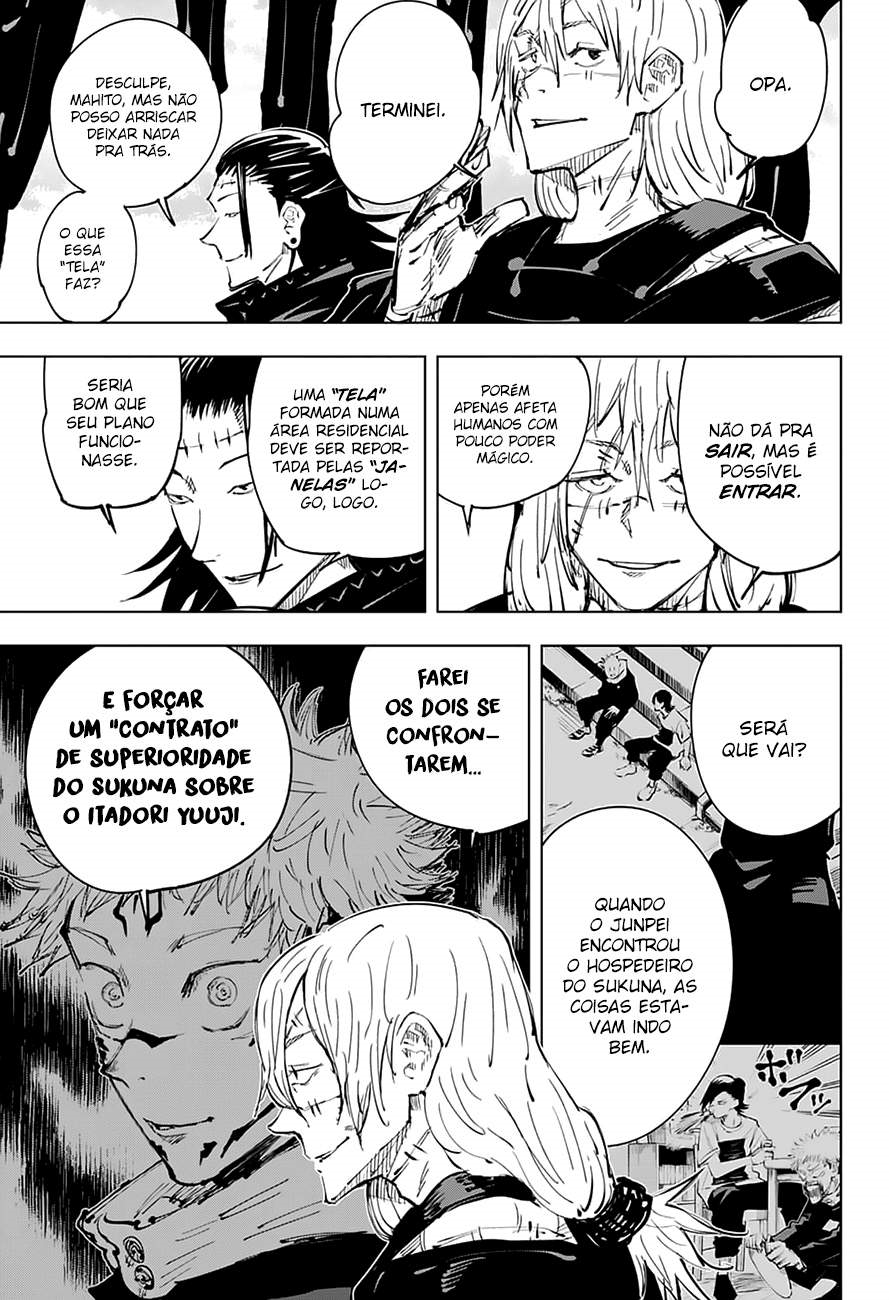 OPA.
TERMINEI.
DESCULPE,
MAHITO, MAS NÃO
POSSO ARRISCAR
DEIXAR NADA
PRA TRÁS.
O QUE
ESSA
"TELA"
FAZ?
NÃO DÁ PRA
SAIR, MAS É
POSSÍVEL
ENTRAR.
PORÉM
APENAS AFETA
HUMANOS COM
POUCO PODER
MÁGICO.
UMA "TELA"
FORMADA NUMA
ÁREA RESIDENCIAL
DEVE SER REPOR-
TADA PELAS "JA-
NELAS" LO-
GO, LOGO.
SERIA
BOM QUE
SEU PLANO
FUNCIO-
NASSE.
SERÁ
QUE VAI?
QUANDO
O JUNPEI
ENCONTROU
O HOSPEDEIRO
DO SUKUNA, AS
COISAS ESTA-
VAM INDO
BEM.
ボボッ
FAREI
OS DOIS SE
CONFRON-
TAREM...
E FORÇAR
UM "CONTRATO"
DE SUPERIORIDADE
DO SUKUNA SOBRE
O ITADORI YUUJI.